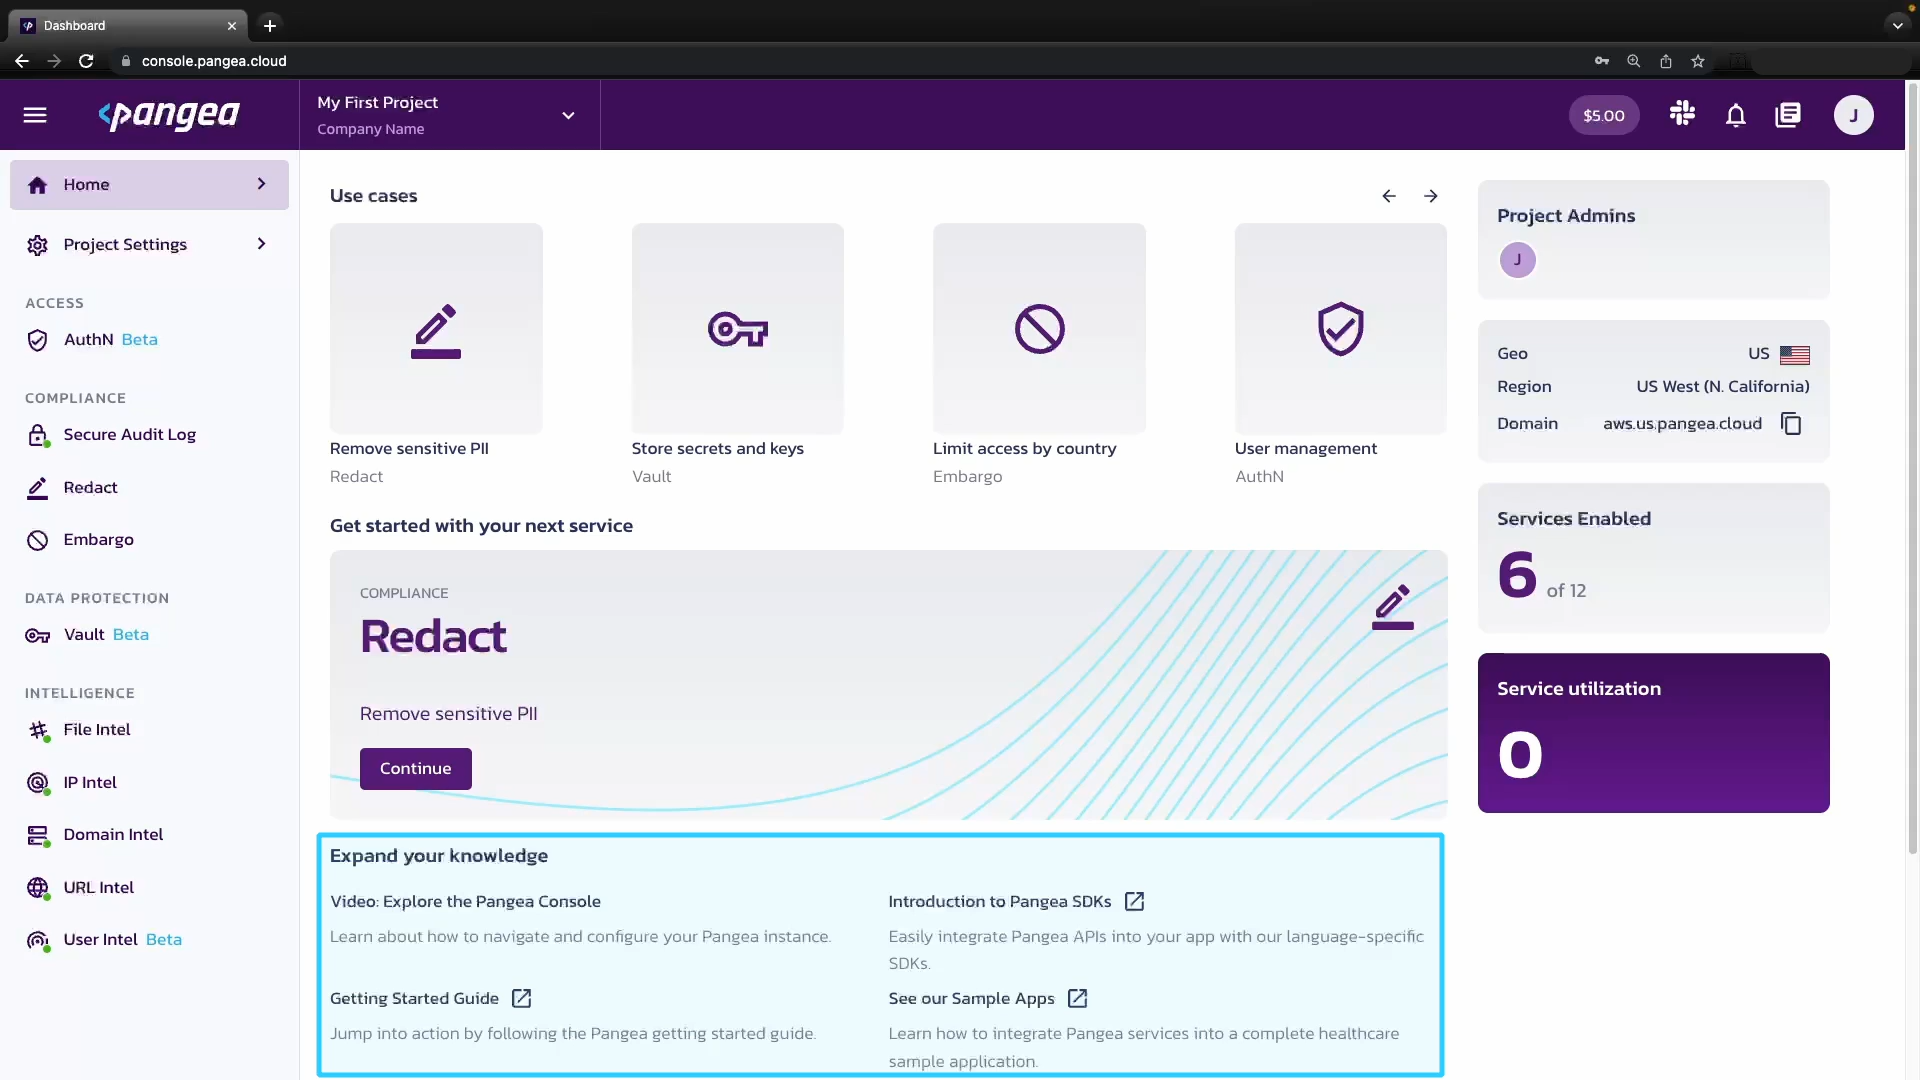 Dashboard
console.pangea.cloud
pangea
My First Project
Company Name
$5.00
J
Home
Project Settings
ACCESS
AuthN Beta
COMPLIANCE
Secure Audit Log
Redact
Embargo
DATA PROTECTION
Vault Beta
INTELLIGENCE
File Intel
IP Intel
Domain Intel
URL Intel
User Intel Beta
Use cases
Remove sensitive PII
Redact
Store secrets and keys
Vault
Limit access by country
Embargo
User management
AuthN
Get started with your next service
COMPLIANCE
Redact
Remove sensitive PII
Continue
Expand your knowledge
Video: Explore the Pangea Console
Learn about how to navigate and configure your Pangea instance.
Introduction to Pangea SDKs
Easily integrate Pangea APIs into your app with our language-specific
SDKs.
Getting Started Guide
Jump into action by following the Pangea getting started guide.
See our Sample Apps
Learn how to integrate Pangea services into a complete healthcare
sample application.
Project Admins
J
Geo US
Region US West (N. California)
Domain aws.us.pangea.cloud
Services Enabled
6 of 12
Service utilization
0